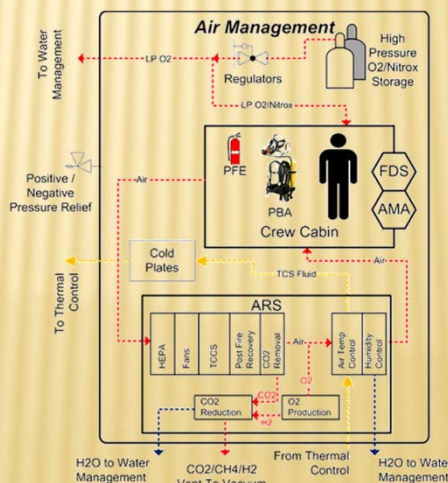 Air Management
High
Pressure
O2/Nitrox
Storage
To Water
Management
LP O2
Regulators
LP O2/Nitrox
Positive /
Negative
Pressure Relief
Air
PFE
PBA
FDS
AMA
Crew Cabin
Cold
Plates
Air
TCS Fluid
To Thermal
Control
ARS
HEPA
Fans
TCCS
Post Fire
Recovery
CO2
Removal
Air
Air Temp
Control
Humidity
Control
O2
CO2
H2
CO2
Reduction
O2
Production
H2O to Water
Management
CO2/CH4/H2
Vent To Vacuum
From Thermal
Control
H2O to Water
Management